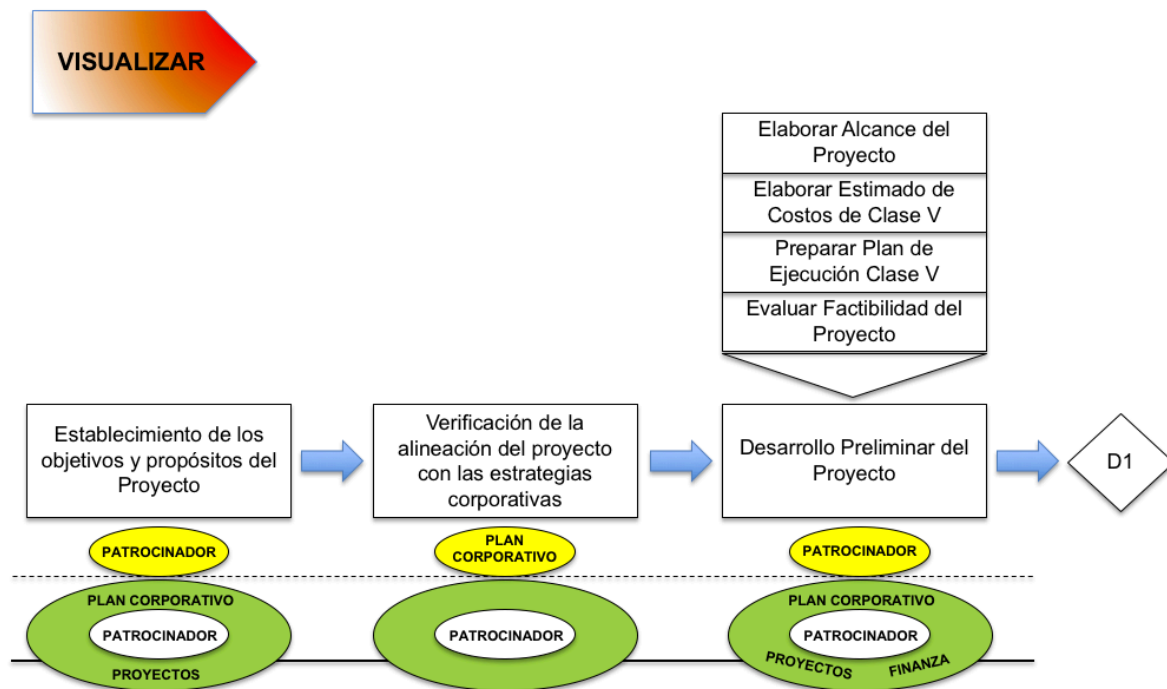 VISUALIZAR
Elaborar Alcance del
Proyecto
Elaborar Estimado de
Costos de Clase V
Preparar Plan de
Ejecución Clase V
Evaluar Factibilidad del
Proyecto
Establecimiento de los
objetivos y propósitos del
Proyecto
Verificación de la
alineación del proyecto
con las estrategias
corporativas
Desarrollo Preliminar del
Proyecto
D1
PATROCINADOR
PLAN
CORPORATIVO
PATROCINADOR
PLAN CORPORATIVO
PATROCINADOR
PROYECTOS
PATROCINADOR
PLAN CORPORATIVO
PATROCINADOR
PROYECTOS
FINANZA